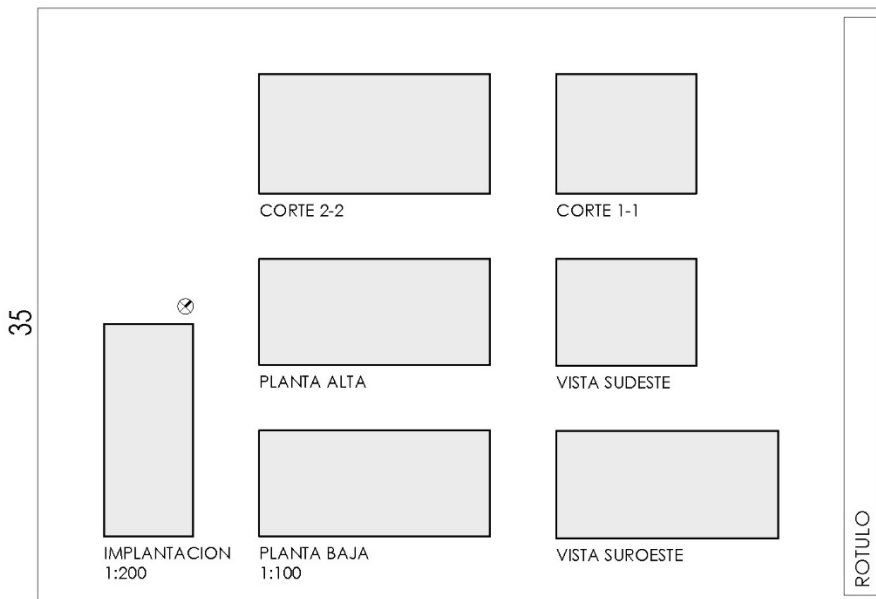 CORTE 2-2
CORTE 1-1
35
PLANTA ALTA
VISTA SUDESTE
IMPLANTACION
1:200
PLANTA BAJA
1:100
VISTA SUROESTE
ROTULO